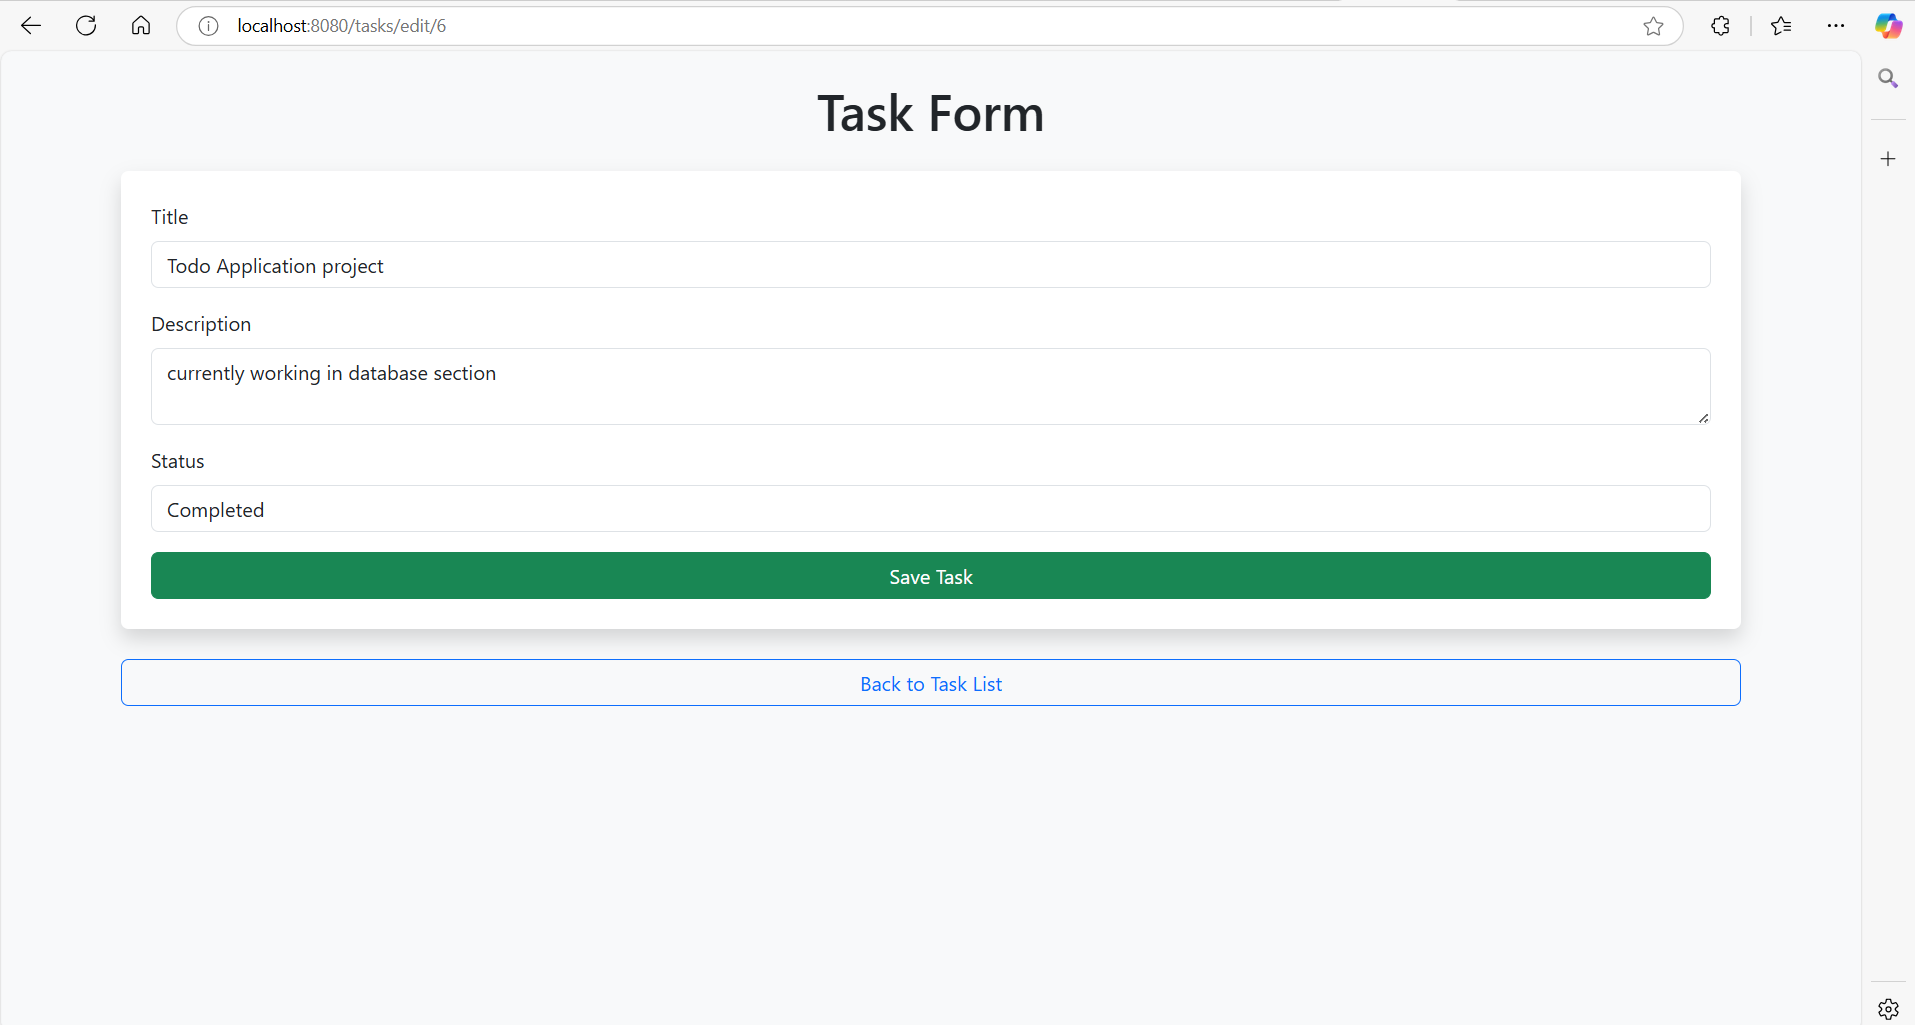 localhost:8080/tasks/edit/6
Task Form
Title
Todo Application project
Description
currently working in database section
Status
Completed
Save Task
Back to Task List